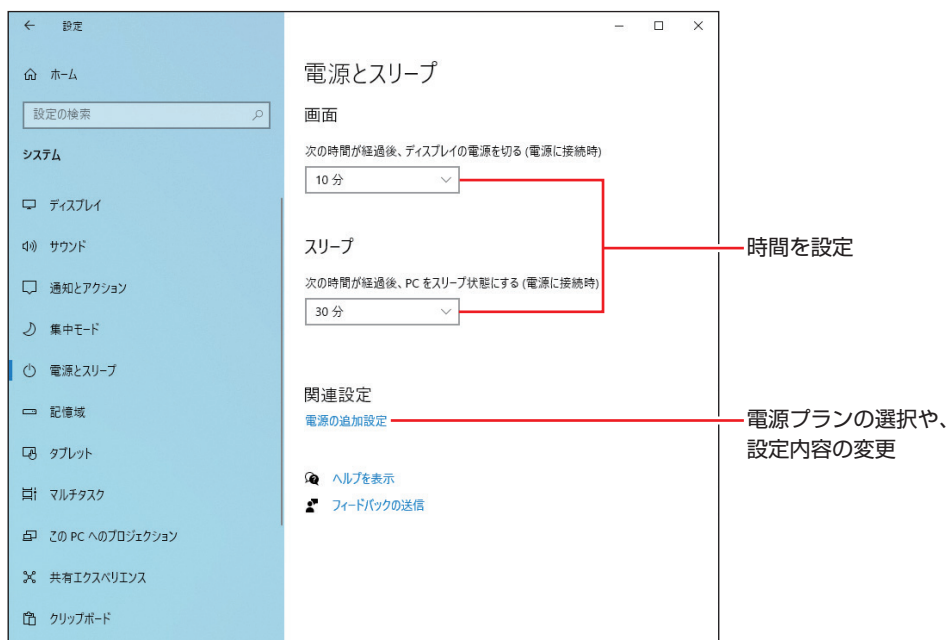 設定
ホーム
設定の検索
システム
ディスプレイ
サウンド
通知とアクション
集中モード
電源とスリープ
記憶域
タブレット
マルチタスク
この PC へのプロジェクション
共有エクスペリエンス
クリップボード
電源とスリープ
画面
次の時間が経過後、ディスプレイの電源を切る (電源に接続時)
10 分
スリープ
次の時間が経過後、PC をスリープ状態にする (電源に接続時)
30 分
関連設定
電源の追加設定
ヘルプを表示
フィードバックの送信
時間を設定
電源プランの選択や、
設定内容の変更